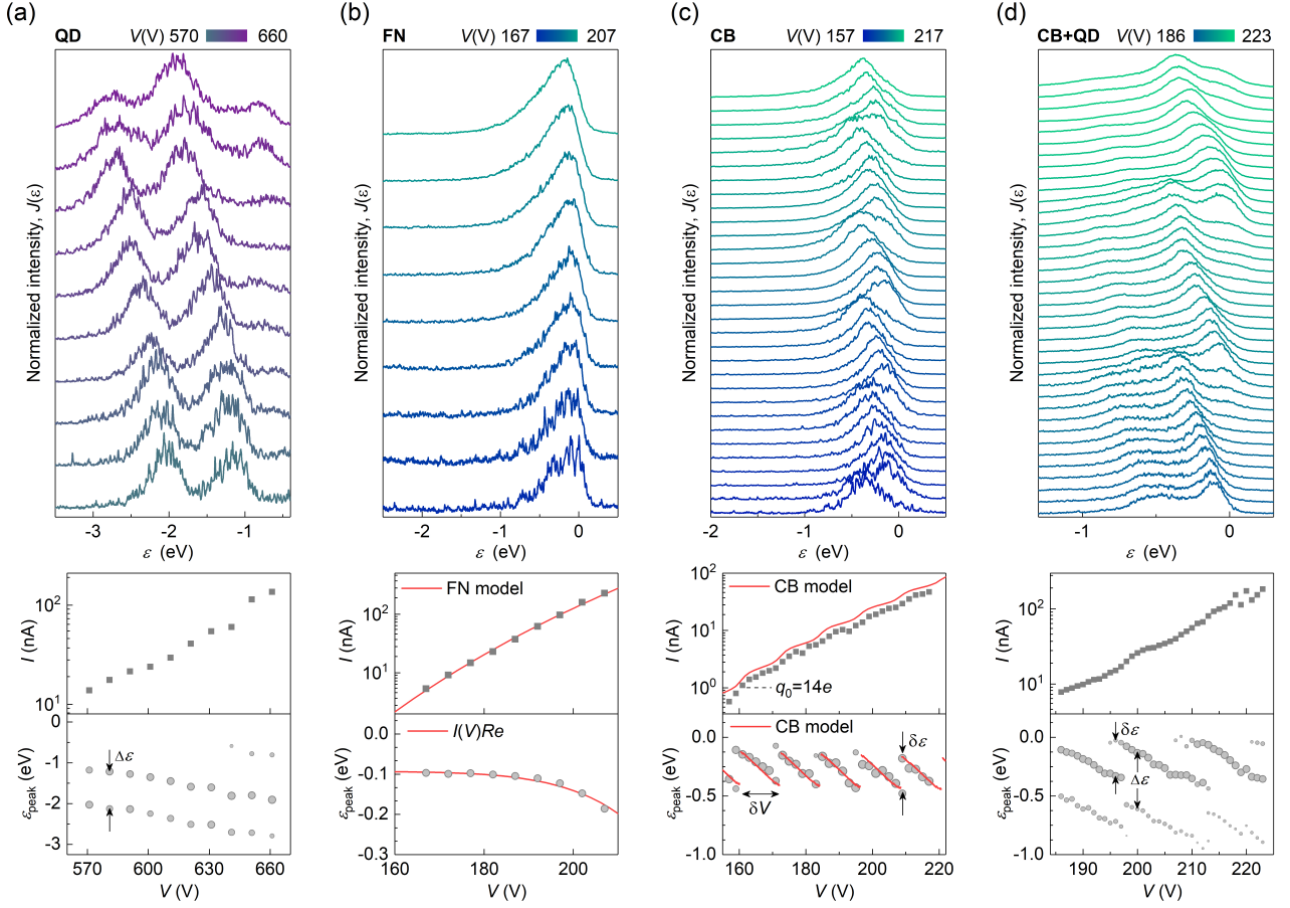 (a)
QD V(V) 570 660
Normalized intensity, J(ε)
-3 -2 -1
ε (eV)
I (nA)
10²
10¹
εpeak (eV)
0
-1
-2
-3
Δε
570 600 630 660
V (V)
(b)
FN V(V) 167 207
Normalized intensity, J(ε)
-2 -1 0
ε (eV)
I (nA)
10²
10¹
FN model
εpeak (eV)
0.0
-0.1
-0.2
-0.3
I(V)Re
160 180 200
V (V)
(c)
CB V(V) 157 217
Normalized intensity, J(ε)
-2 -1 0
ε (eV)
I (nA)
10²
10¹
10⁰
CB model
q₀=14e
εpeak (eV)
0.0
-0.5
-1.0
CB model
δε
δV
160 180 200 220
V (V)
(d)
CB+QD V(V) 186 223
Normalized intensity, J(ε)
-1 0
ε (eV)
I (nA)
10²
10¹
εpeak (eV)
0.0
-0.5
-1.0
δε
Δε
190 200 210 220
V (V)